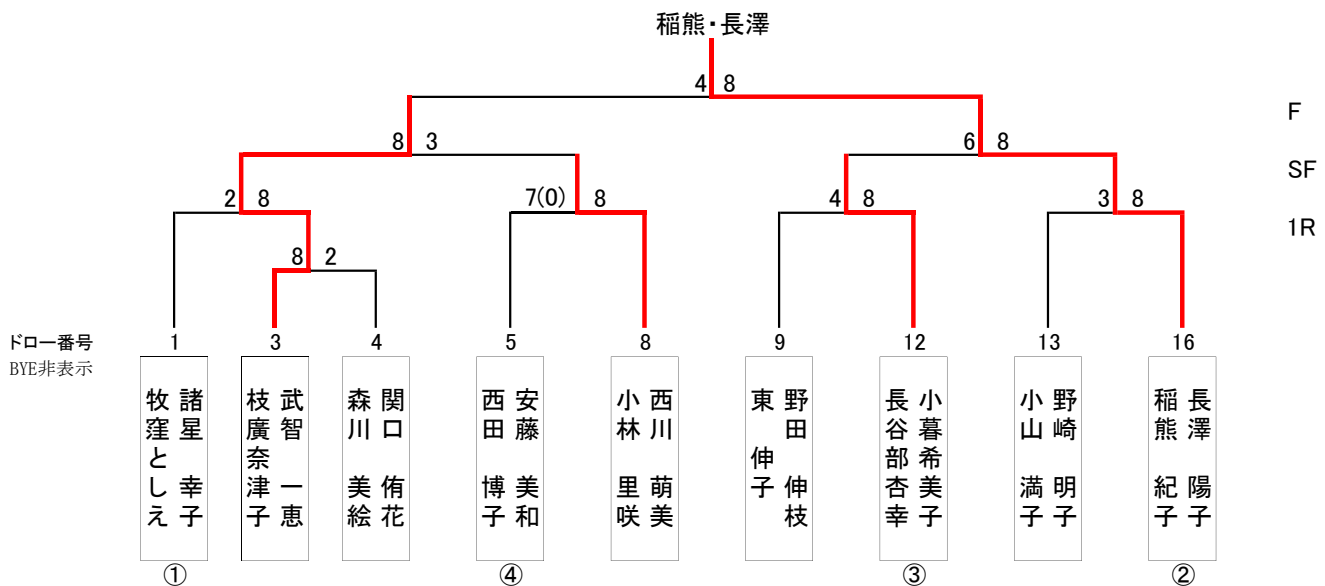 稲熊・長澤
4 8
F
8 3
6 8
SF
2 8
7(0) 8
4 8
3 8
1R
8 2
ドロー番号
1 3 4 5 8 9 12 13 16
BYE非表示
諸星 幸子
牧窪としえ
武智 一恵
枝廣奈津子
関口 侑花
森川 美絵
安藤 美和
西田 博子
西川 萌美
小林 里咲
野田 伸枝
東 伸子
小暮希美子
長谷部杏幸
野崎 明子
小山 満子
長澤 陽子
稲熊 紀子
① ④ ③ ②